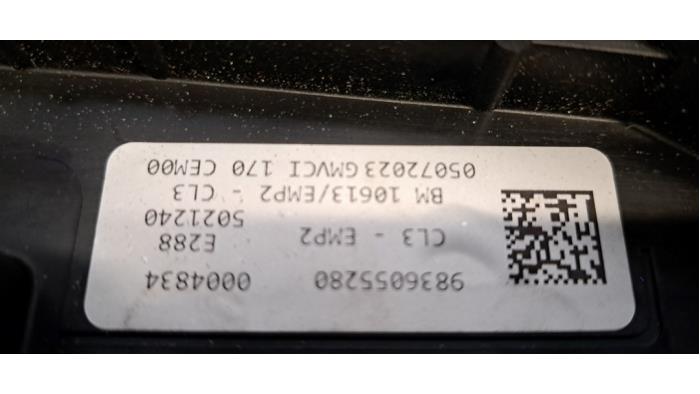 9836055280 0004834
CL3 - EMP2 E288
5021240
BM 10613/EMP2 - CL3
05072023 GMVCI 170 CEM00